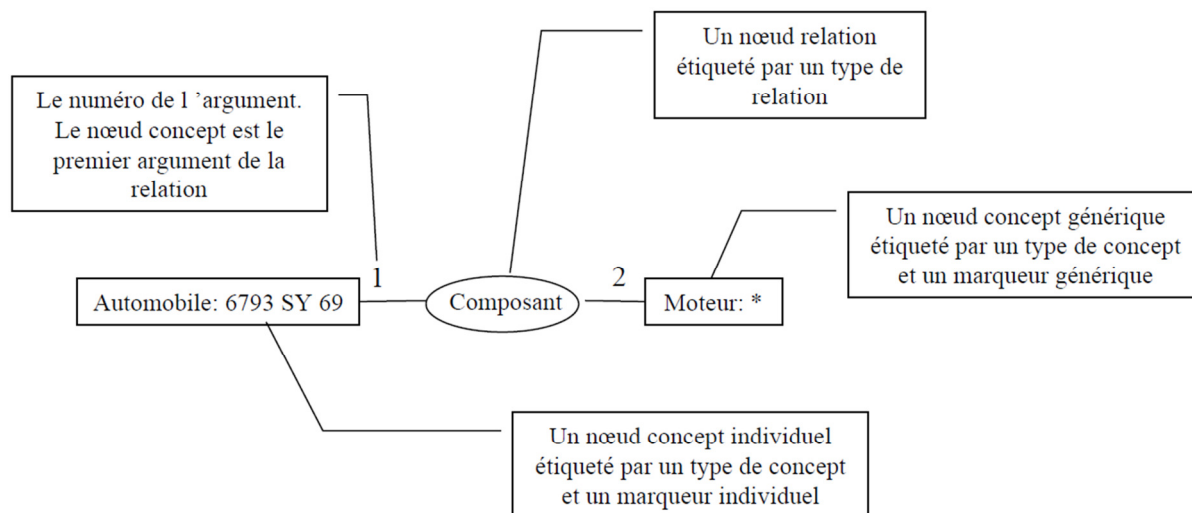 Un nœud relation
étiqueté par un type de
relation
Le numéro de l ’argument.
Le nœud concept est le
premier argument de la
relation
Un nœud concept générique
étiqueté par un type de concept
et un marqueur générique
1
2
Automobile: 6793 SY 69
Composant
Moteur: *
Un nœud concept individuel
étiqueté par un type de concept
et un marqueur individuel